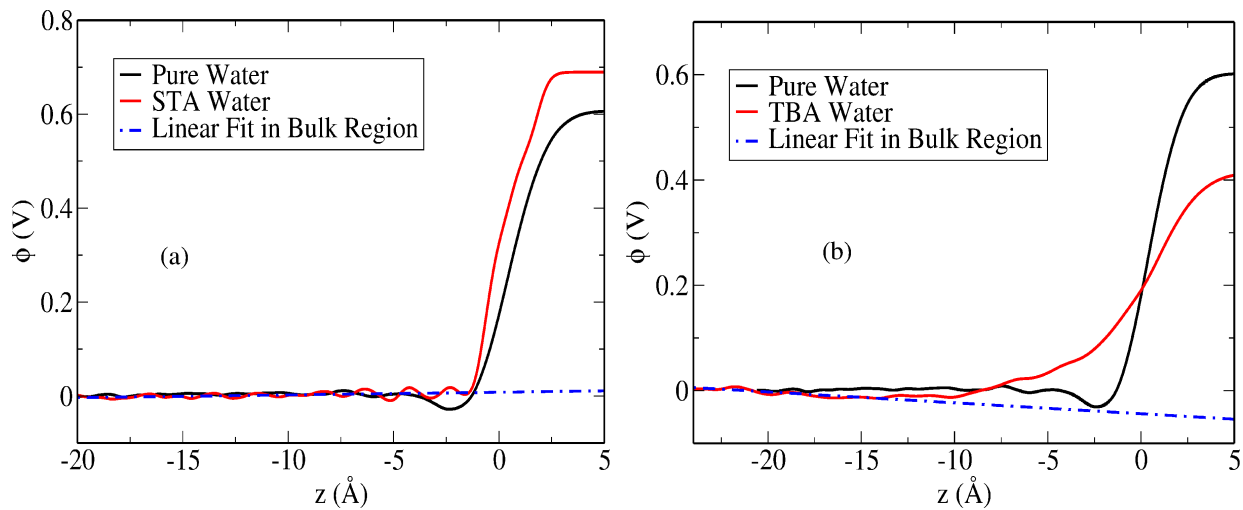 (a)
0.8
0.6
0.4
0.2
0
ϕ (V)
Pure Water
STA Water
Linear Fit in Bulk Region
(a)
-20 -15 -10 -5 0 5
z (Å)
(b)
0.6
0.4
0.2
0
ϕ (V)
Pure Water
TBA Water
Linear Fit in Bulk Region
(b)
-20 -15 -10 -5 0 5
z (Å)